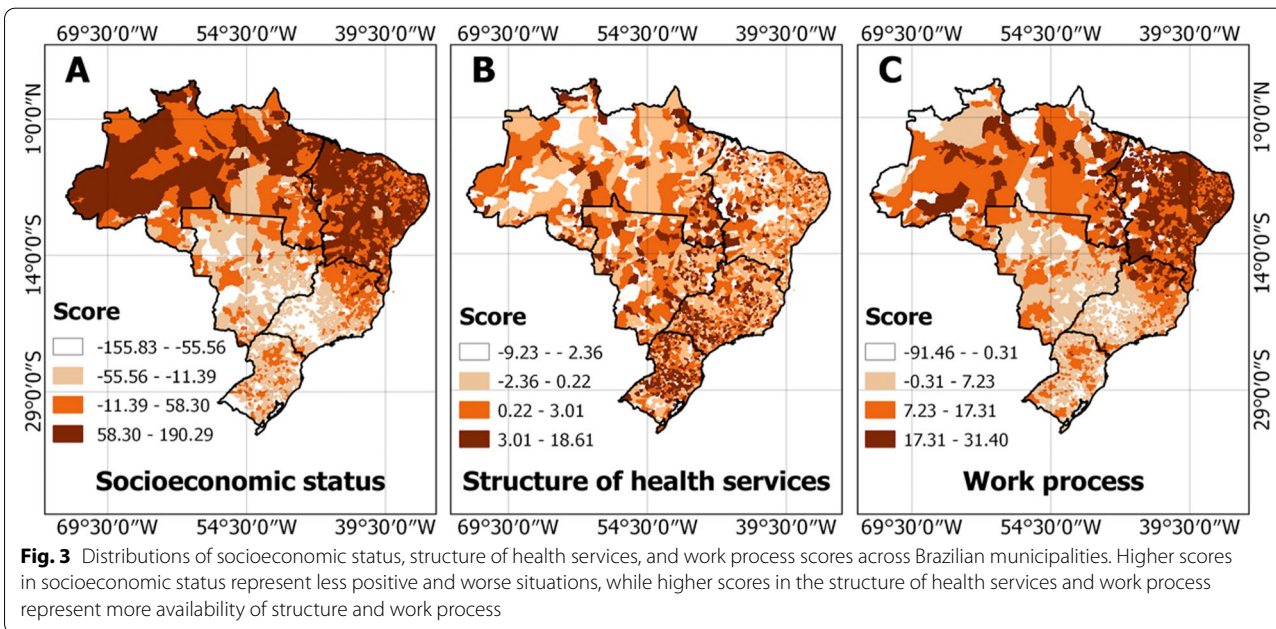 69°30'0"W 54°30'0"W 39°30'0"W 69°30'0"W 54°30'0"W 39°30'0"W 69°30'0"W 54°30'0"W 39°30'0"W
1°0'0"N
14°0'0"S
29°0'0"S
A
Score
-155.83 - -55.56
-55.56 - -11.39
-11.39 - 58.30
58.30 - 190.29
Socioeconomic status
B
Score
-9.23 - - 2.36
-2.36 - 0.22
0.22 - 3.01
3.01 - 18.61
Structure of health services
C
Score
-91.46 - - 0.31
-0.31 - 7.23
7.23 - 17.31
17.31 - 31.40
Work process
1°0'0"N
14°0'0"S
29°0'0"S
69°30'0"W 54°30'0"W 39°30'0"W 69°30'0"W 54°30'0"W 39°30'0"W 69°30'0"W 54°30'0"W 39°30'0"W
Fig. 3 Distributions of socioeconomic status, structure of health services, and work process scores across Brazilian municipalities. Higher scores
in socioeconomic status represent less positive and worse situations, while higher scores in the structure of health services and work process
represent more availability of structure and work process